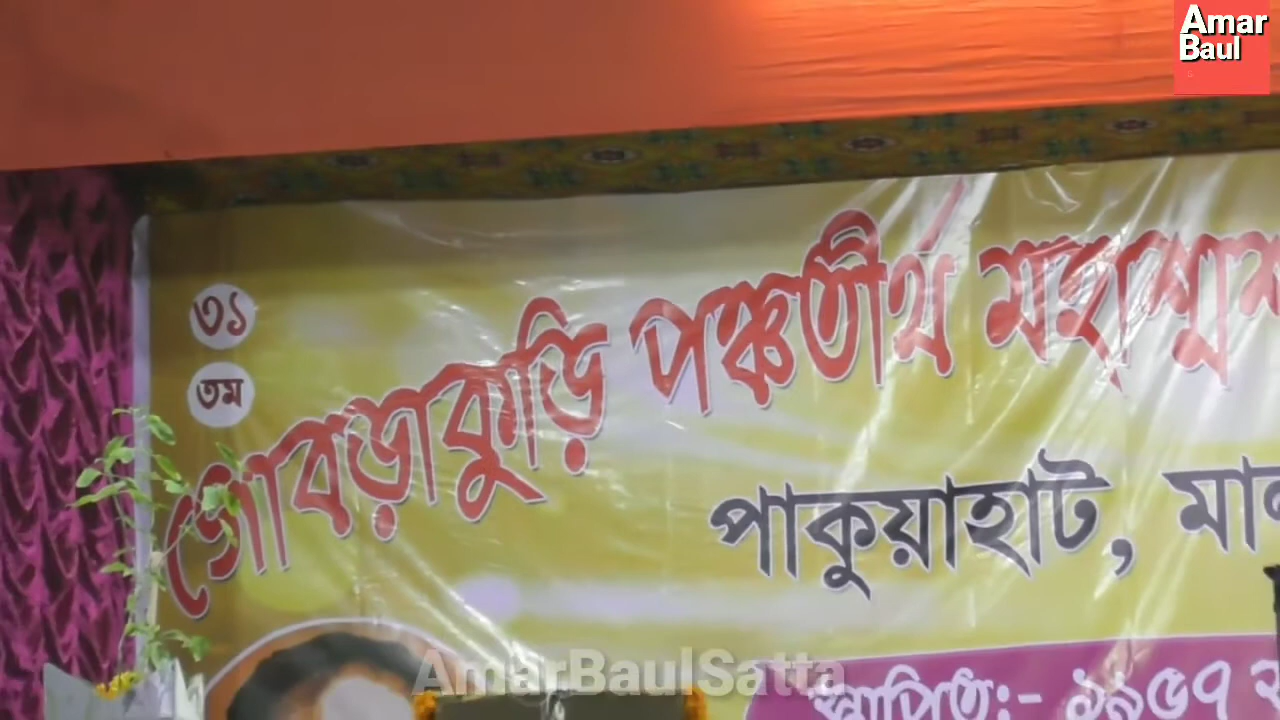 Amar
Baul
৩১
তম
গোবড়াকুড়ি পঞ্চতীর্থ
পাকুয়াহাট,
AmarBaulSatta
স্থাপিত:-